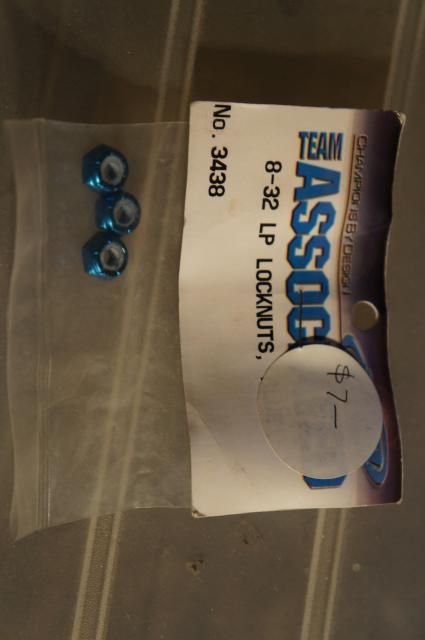 CHAMPIONS BY DESIGN
TEAM
ASSOC
8-32 LP LOCKNUTS,
No. 3438
$7-